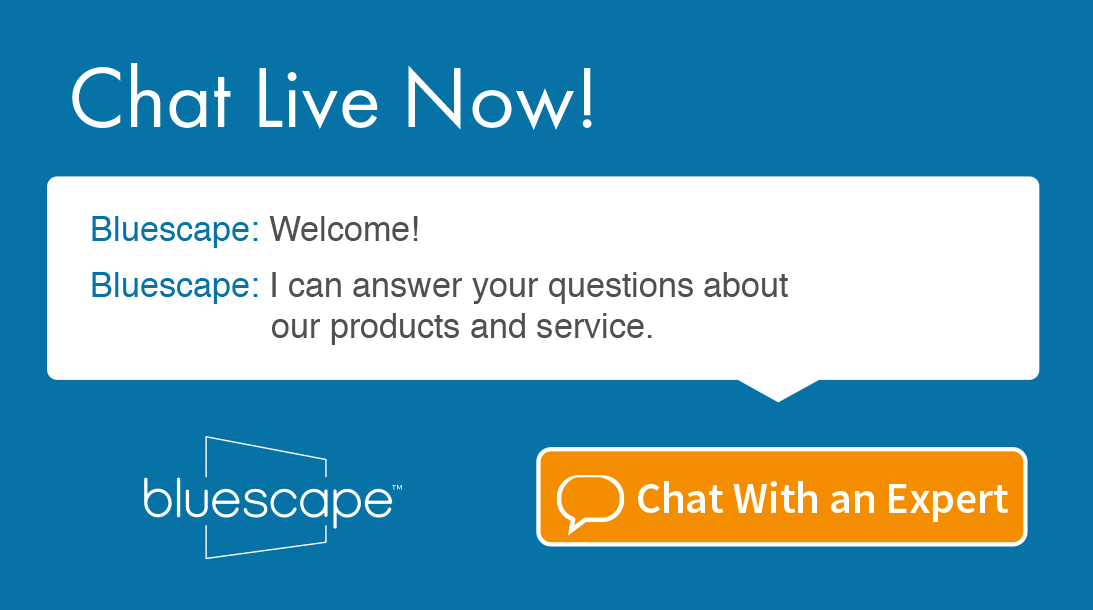 Chat Live Now!
Bluescape: Welcome!
Bluescape: I can answer your questions about
our products and service.
bluescape™
Chat With an Expert